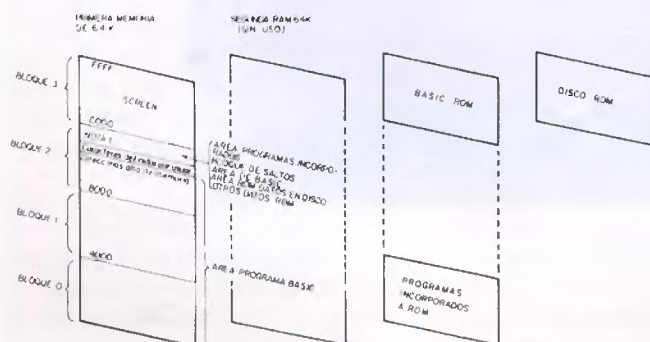 PRIMERA MEMORIA
DE 64 K
SEGUNDA RAM 64K
(SIN USO)
BLOQUE 3
FFFF
SCREEN
C000
BLOQUE 2
8000
BLOQUE 1
4000
BLOQUE 0
AREA PROGRAMAS INCORPO-
RADOS
BLOQUE DE SALTOS
AREA DE BASIC
AREA ROM DATOS EN DISCO
OTROS DATOS ROM
AREA PROGRAMA BASIC
BASIC ROM
PROGRAMAS
INCORPORADOS
A ROM
DISCO ROM